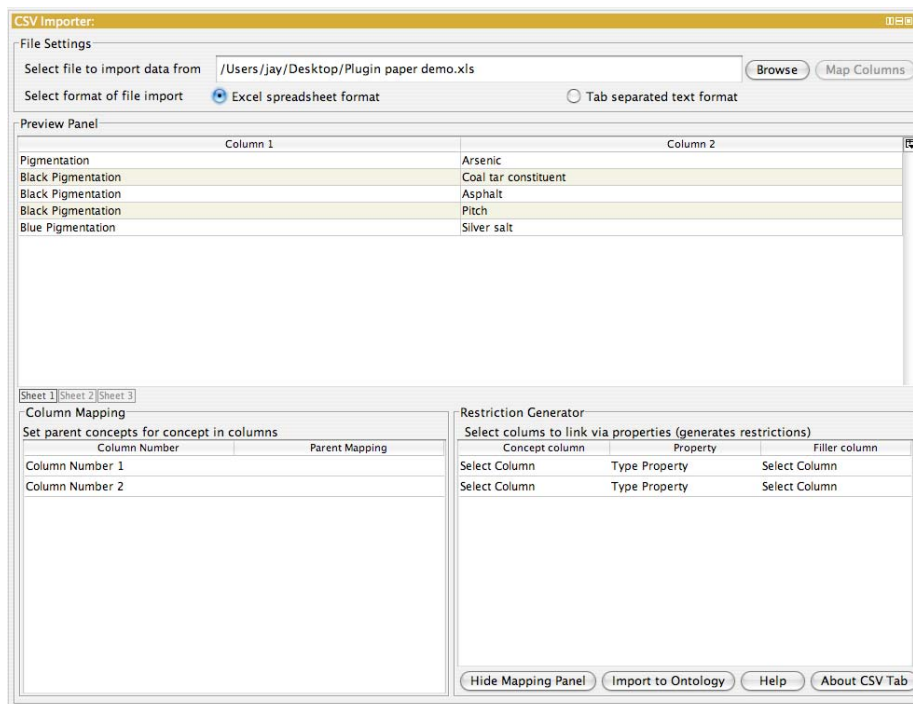 CSV Importer:
File Settings
Select file to import data from /Users/jay/Desktop/Plugin paper demo.xls Browse Map Columns
Select format of file import Excel spreadsheet format Tab separated text format
Preview Panel
Column 1 Column 2
Pigmentation Arsenic
Black Pigmentation Coal tar constituent
Black Pigmentation Asphalt
Black Pigmentation Pitch
Blue Pigmentation Silver salt
Sheet 1 Sheet 2 Sheet 3
Column Mapping
Set parent concepts for concept in columns
Column Number Parent Mapping
Column Number 1
Column Number 2
Restriction Generator
Select colums to link via properties (generates restrictions)
Concept column Property Filler column
Select Column Type Property Select Column
Select Column Type Property Select Column
Hide Mapping Panel Import to Ontology Help About CSV Tab